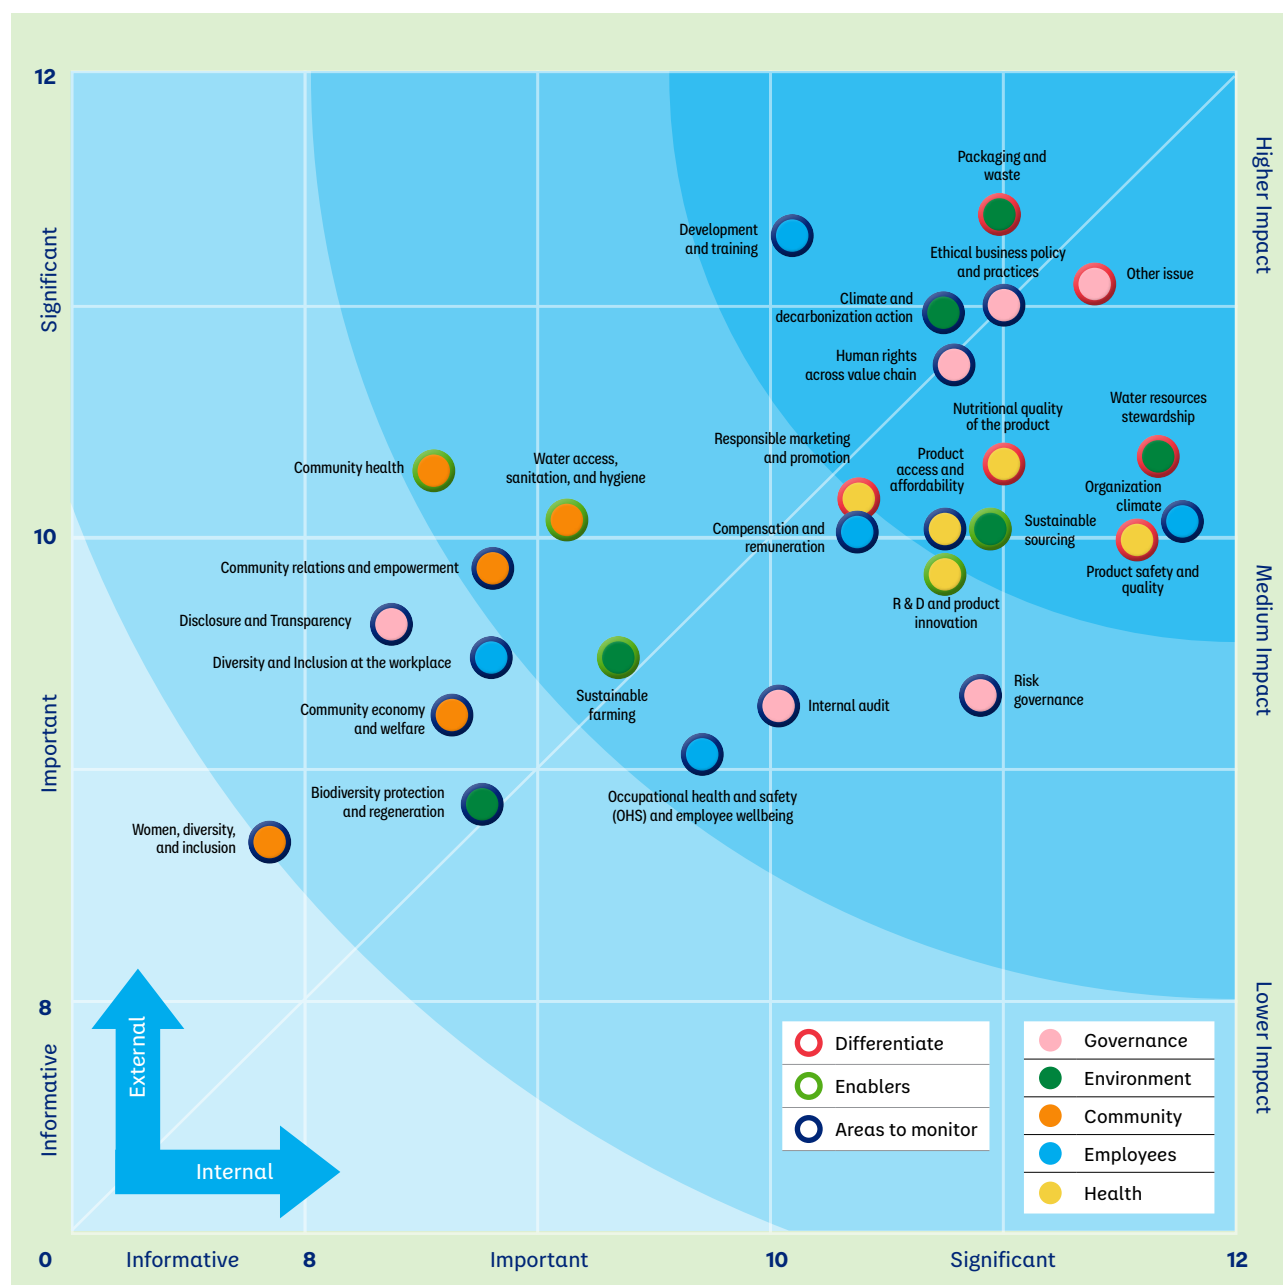 12
Higher Impact
Packaging and
waste
Development
and training
Ethical business policy
and practices
Other issue
Significant
Climate and
decarbonization action
Human rights
across value chain
Water resources
stewardship
Nutritional quality
of the product
Responsible marketing
and promotion
Product
access and
affordability
Community health
Water access,
sanitation, and hygiene
Organization
climate
10
Compensation and
remuneration
Sustainable
sourcing
Product safety and
quality
Community relations and empowerment
R & D and product
innovation
Medium Impact
Disclosure and Transparency
Diversity and Inclusion at the workplace
Sustainable
farming
Risk
governance
Internal audit
Community economy
and welfare
Important
Biodiversity protection
and regeneration
Occupational health and safety
(OHS) and employee wellbeing
Women, diversity,
and inclusion
8
Lower Impact
Informative
External
Internal
Differentiate
Enablers
Areas to monitor
Governance
Environment
Community
Employees
Health
0
Informative
8
Important
10
Significant
12